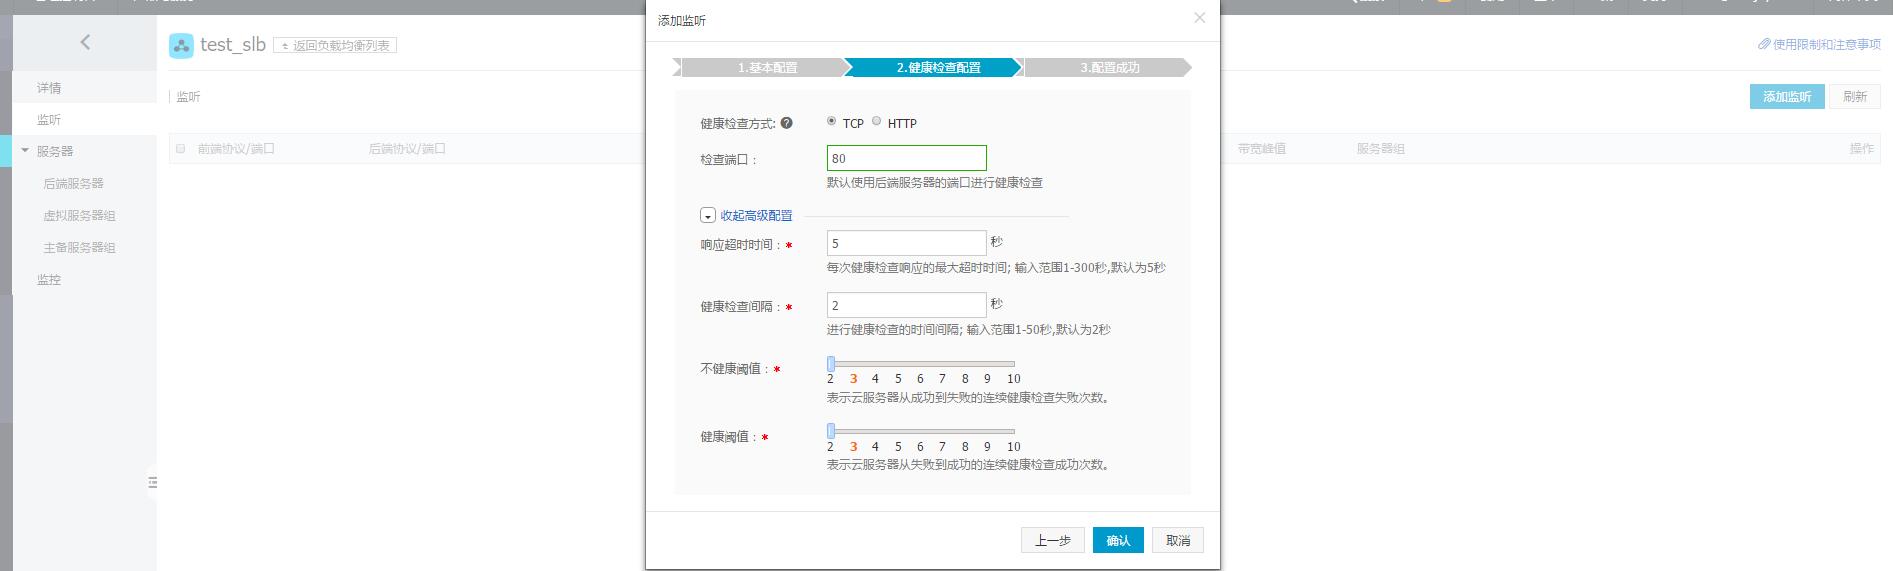 添加监听
test_slb
返回负载均衡列表
使用限制和注意事项
详情
监听
服务器
后端服务器
虚拟服务器组
主备服务器组
监控
监听
添加监听
刷新
前端协议/端口
后端协议/端口
带宽峰值
服务器组
操作
1.基本配置
2.健康检查配置
3.配置成功
健康检查方式:
TCP
HTTP
检查端口：
80
默认使用后端服务器的端口进行健康检查
收起高级配置
响应超时时间：*
5
秒
每次健康检查响应的最大超时时间; 输入范围1-300秒,默认为5秒
健康检查间隔：*
2
秒
进行健康检查的时间间隔; 输入范围1-50秒,默认为2秒
不健康阈值：*
2 3 4 5 6 7 8 9 10
表示云服务器从成功到失败的连续健康检查失败次数。
健康阈值：*
2 3 4 5 6 7 8 9 10
表示云服务器从失败到成功的连续健康检查成功次数。
上一步
确认
取消